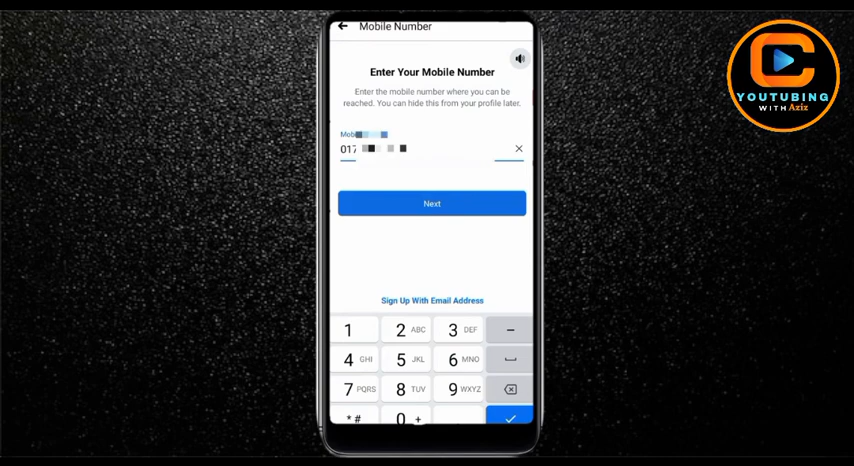 Mobile Number
Enter Your Mobile Number
Enter the mobile number where you can be
reached. You can hide this from your profile later.
Mob
017
Next
Sign Up With Email Address
1
2 ABC
3 DEF
–
4 GHI
5 JKL
6 MNO
7 PQRS
8 TUV
9 WXYZ
* #
0 +
YOUTUBING
WITH Aziz